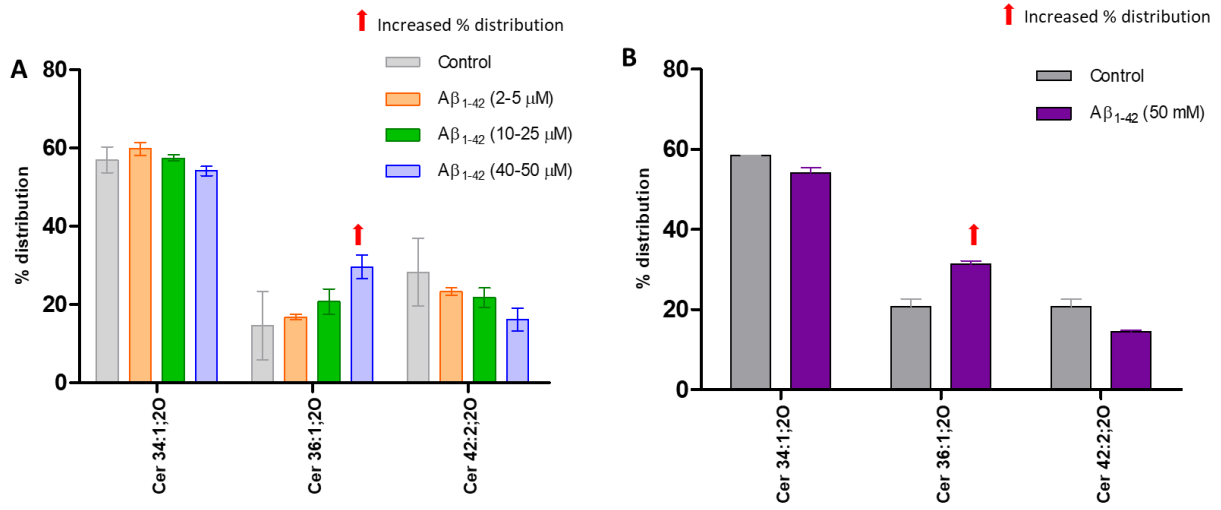 Increased % distribution
A
Control
Aβ1-42 (2-5 μM)
Aβ1-42 (10-25 μM)
Aβ1-42 (40-50 μM)
% distribution
80
60
40
20
0
Cer 34:1;2O
Cer 36:1;2O
Cer 42:2;2O
Increased % distribution
B
Control
Aβ1-42 (50 mM)
% distribution
80
60
40
20
0
Cer 34:1;2O
Cer 36:1;2O
Cer 42:2;2O